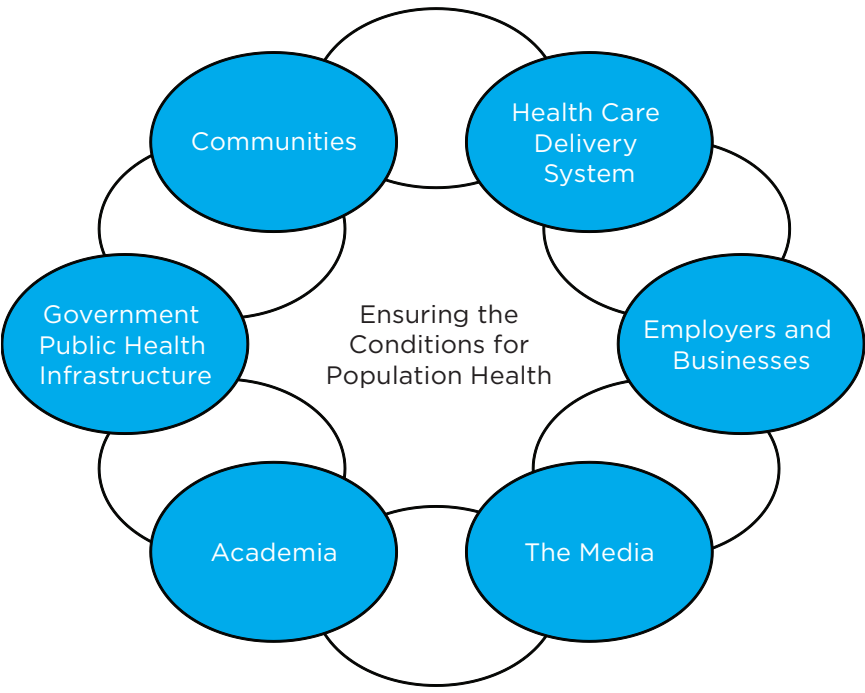 Communities
Health Care
Delivery
System
Government
Public Health
Infrastructure
Ensuring the
Conditions for
Population Health
Employers and
Businesses
Academia
The Media